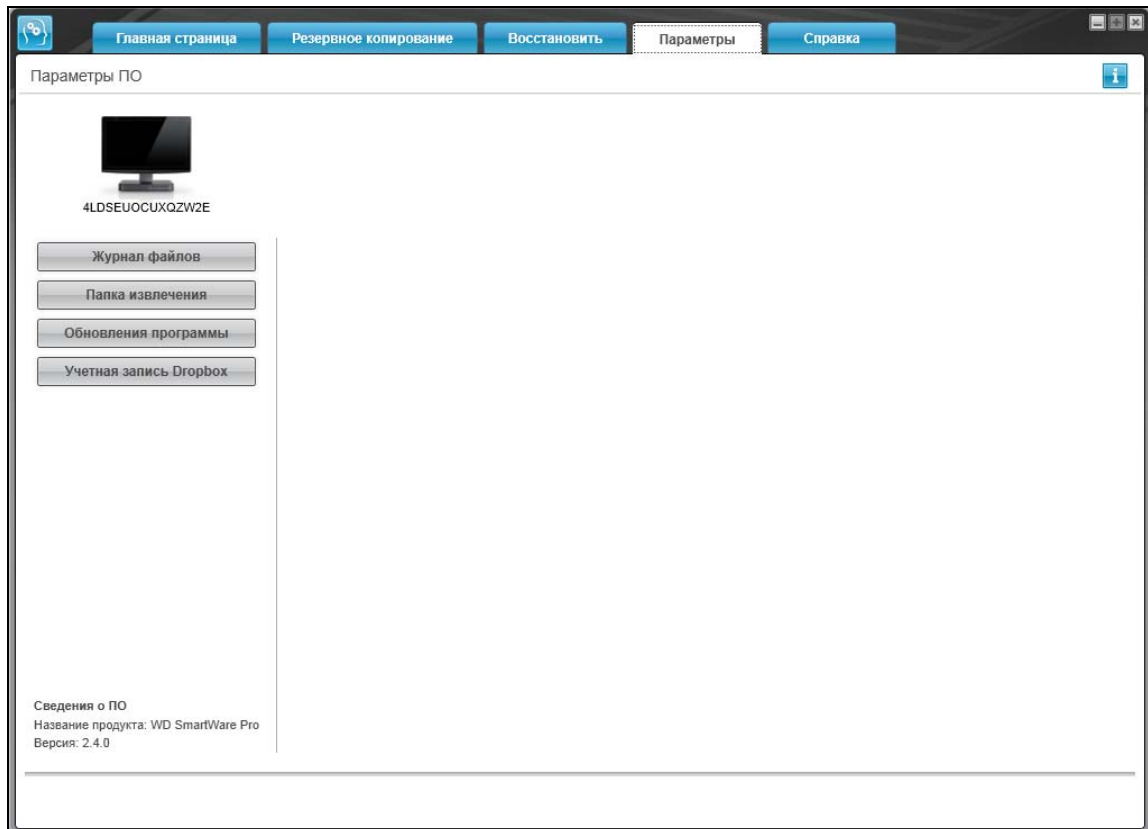 Главная страница
Резервное копирование
Восстановить
Параметры
Справка
Параметры ПО
4LDSEUOCUXQZW2E
Журнал файлов
Папка извлечения
Обновления программы
Учетная запись Dropbox
Сведения о ПО
Название продукта: WD SmartWare Pro
Версия: 2.4.0